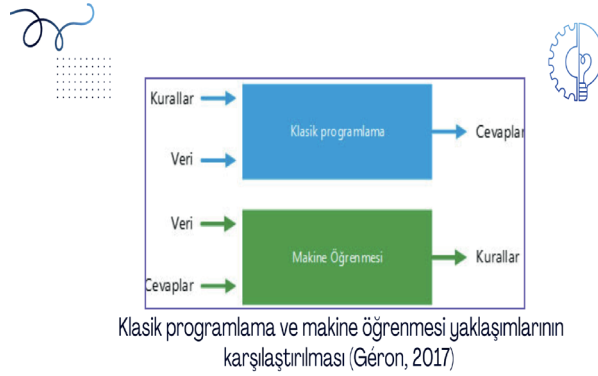 Kurallar
Klasik programlama
Cevaplar
Veri
Veri
Makine Öğrenmesi
Kurallar
Cevaplar
Klasik programlama ve makine öğrenmesi yaklaşımlarının
karşılaştırılması (Géron, 2017)